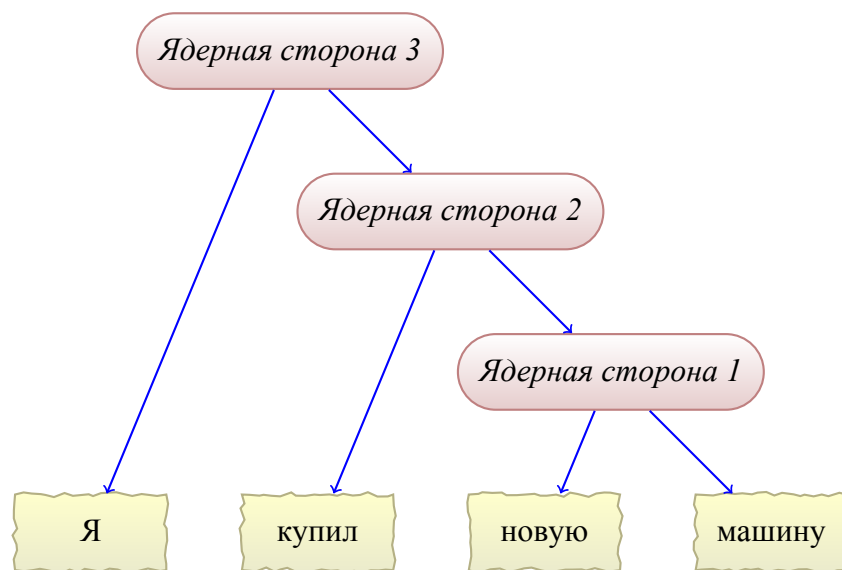 Ядерная сторона 3
Ядерная сторона 2
Ядерная сторона 1
Я
купил
новую
машину